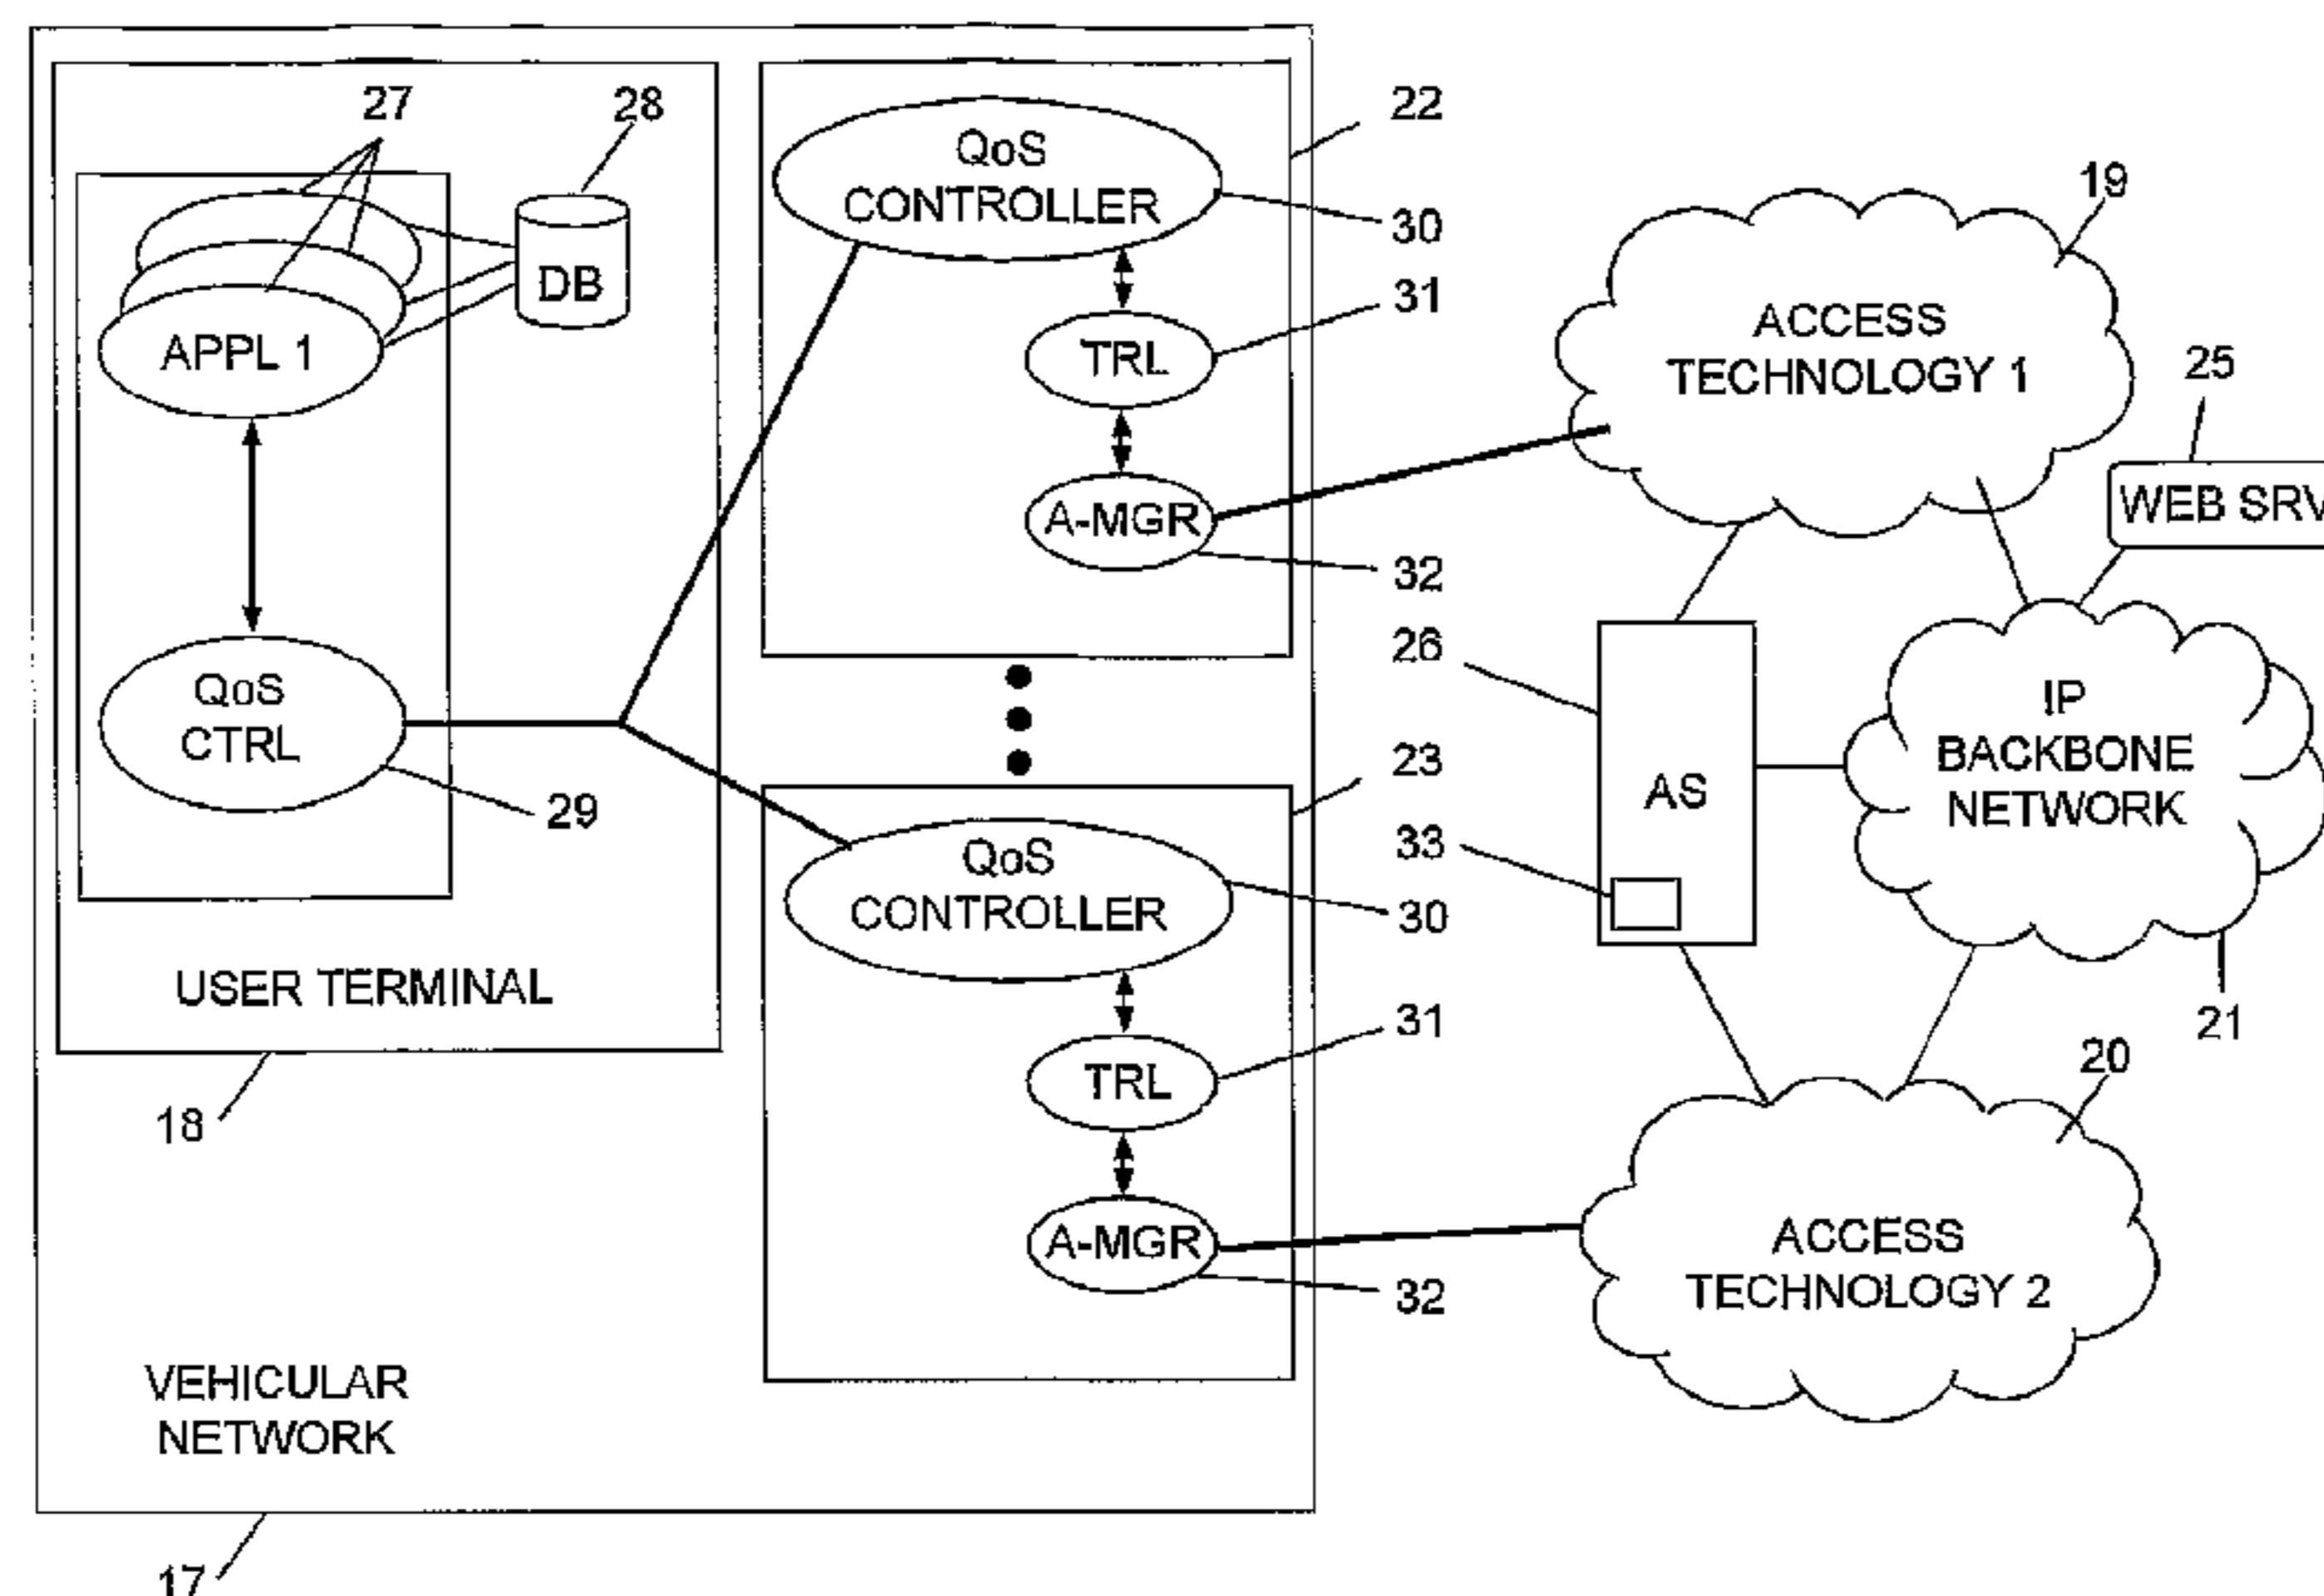 27
28
DB
APPL 1
QoS
CTRL
29
USER TERMINAL
18
VEHICULAR
NETWORK
17
QoS
CONTROLLER
TRL
A-MGR
22
30
31
32
QoS
CONTROLLER
TRL
A-MGR
23
30
31
32
19
ACCESS
TECHNOLOGY 1
25
WEB SRV
26
AS
33
IP
BACKBONE
NETWORK
21
20
ACCESS
TECHNOLOGY 2